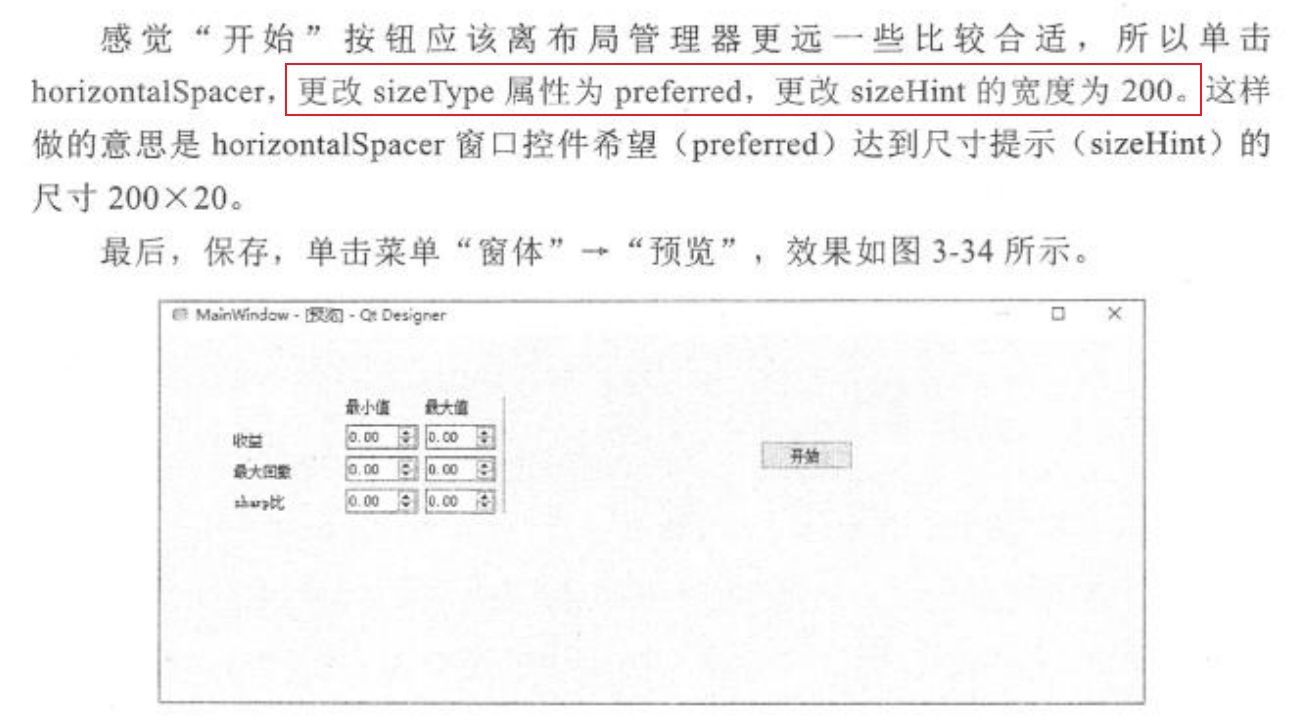 感觉“开始”按钮应该离布局管理器更远一些比较合适，所以单击
horizontalSpacer，更改 sizeType 属性为 preferred，更改 sizeHint 的宽度为 200。这样
做的意思是 horizontalSpacer 窗口控件希望（preferred）达到尺寸提示（sizeHint）的
尺寸 200×20。
最后，保存，单击菜单“窗体”→“预览”，效果如图 3-34 所示。
MainWindow - [预览] - Qt Designer
最小值 最大值
收益 0.00 0.00
开始
最大回撤 0.00 0.00
sharp比 0.00 0.00